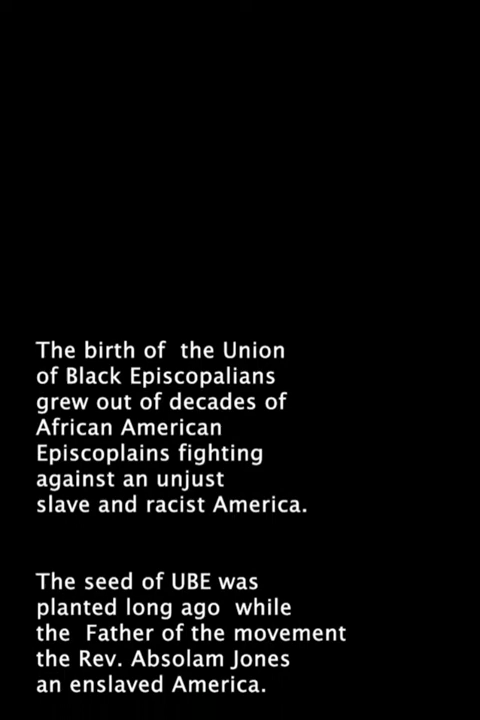 The birth of  the Union
of Black Episcopalians
grew out of decades of
African American
Episcoplains fighting
against an unjust
slave and racist America.
The seed of UBE was
planted long ago  while
the  Father of the movement
the Rev. Absolam Jones
an enslaved America.